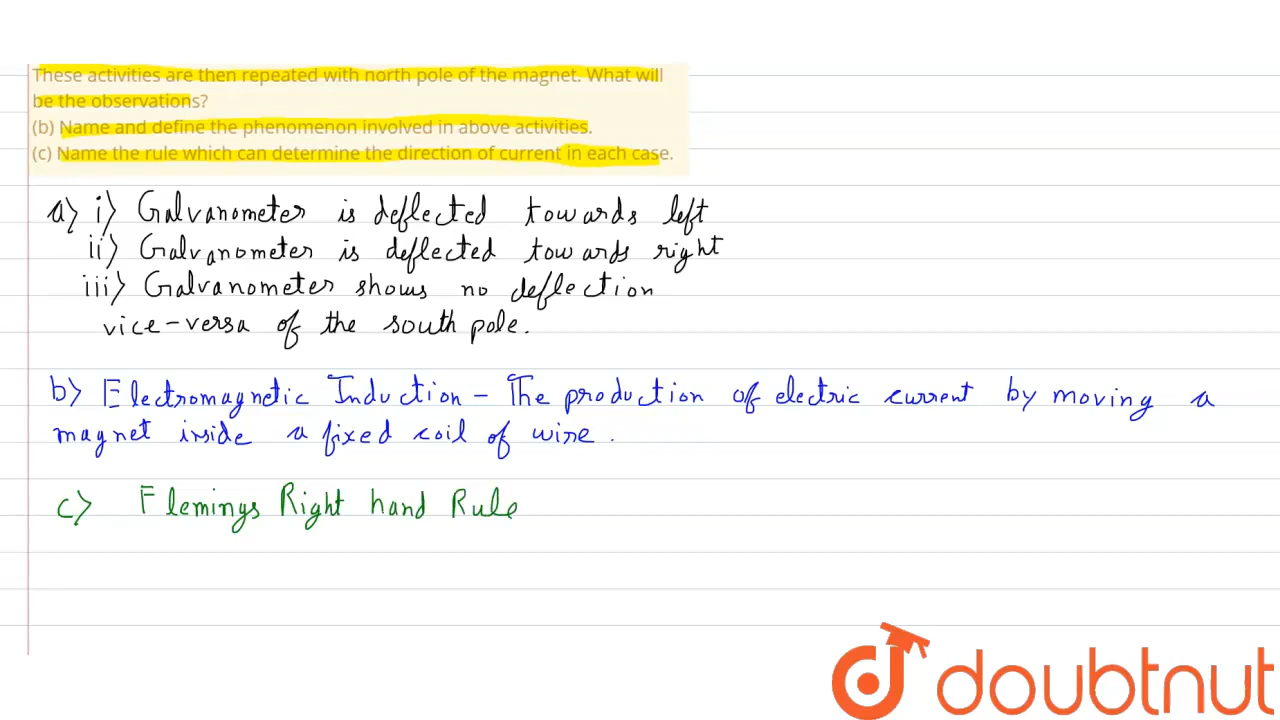 These activities are then repeated with north pole of the magnet. What will
be the observations?
(b) Name and define the phenomenon involved in above activities.
(c) Name the rule which can determine the direction of current in each case.
a) i) Galvanometer is deflected towards left
ii) Galvanometer is deflected towards right
iii) Galvanometer shows no deflection
vice-versa of the south pole.
b) Electromagnetic Induction - The production of electric current by moving a
magnet inside a fixed coil of wire.
c) Flemings Right hand Rule
doubtnut